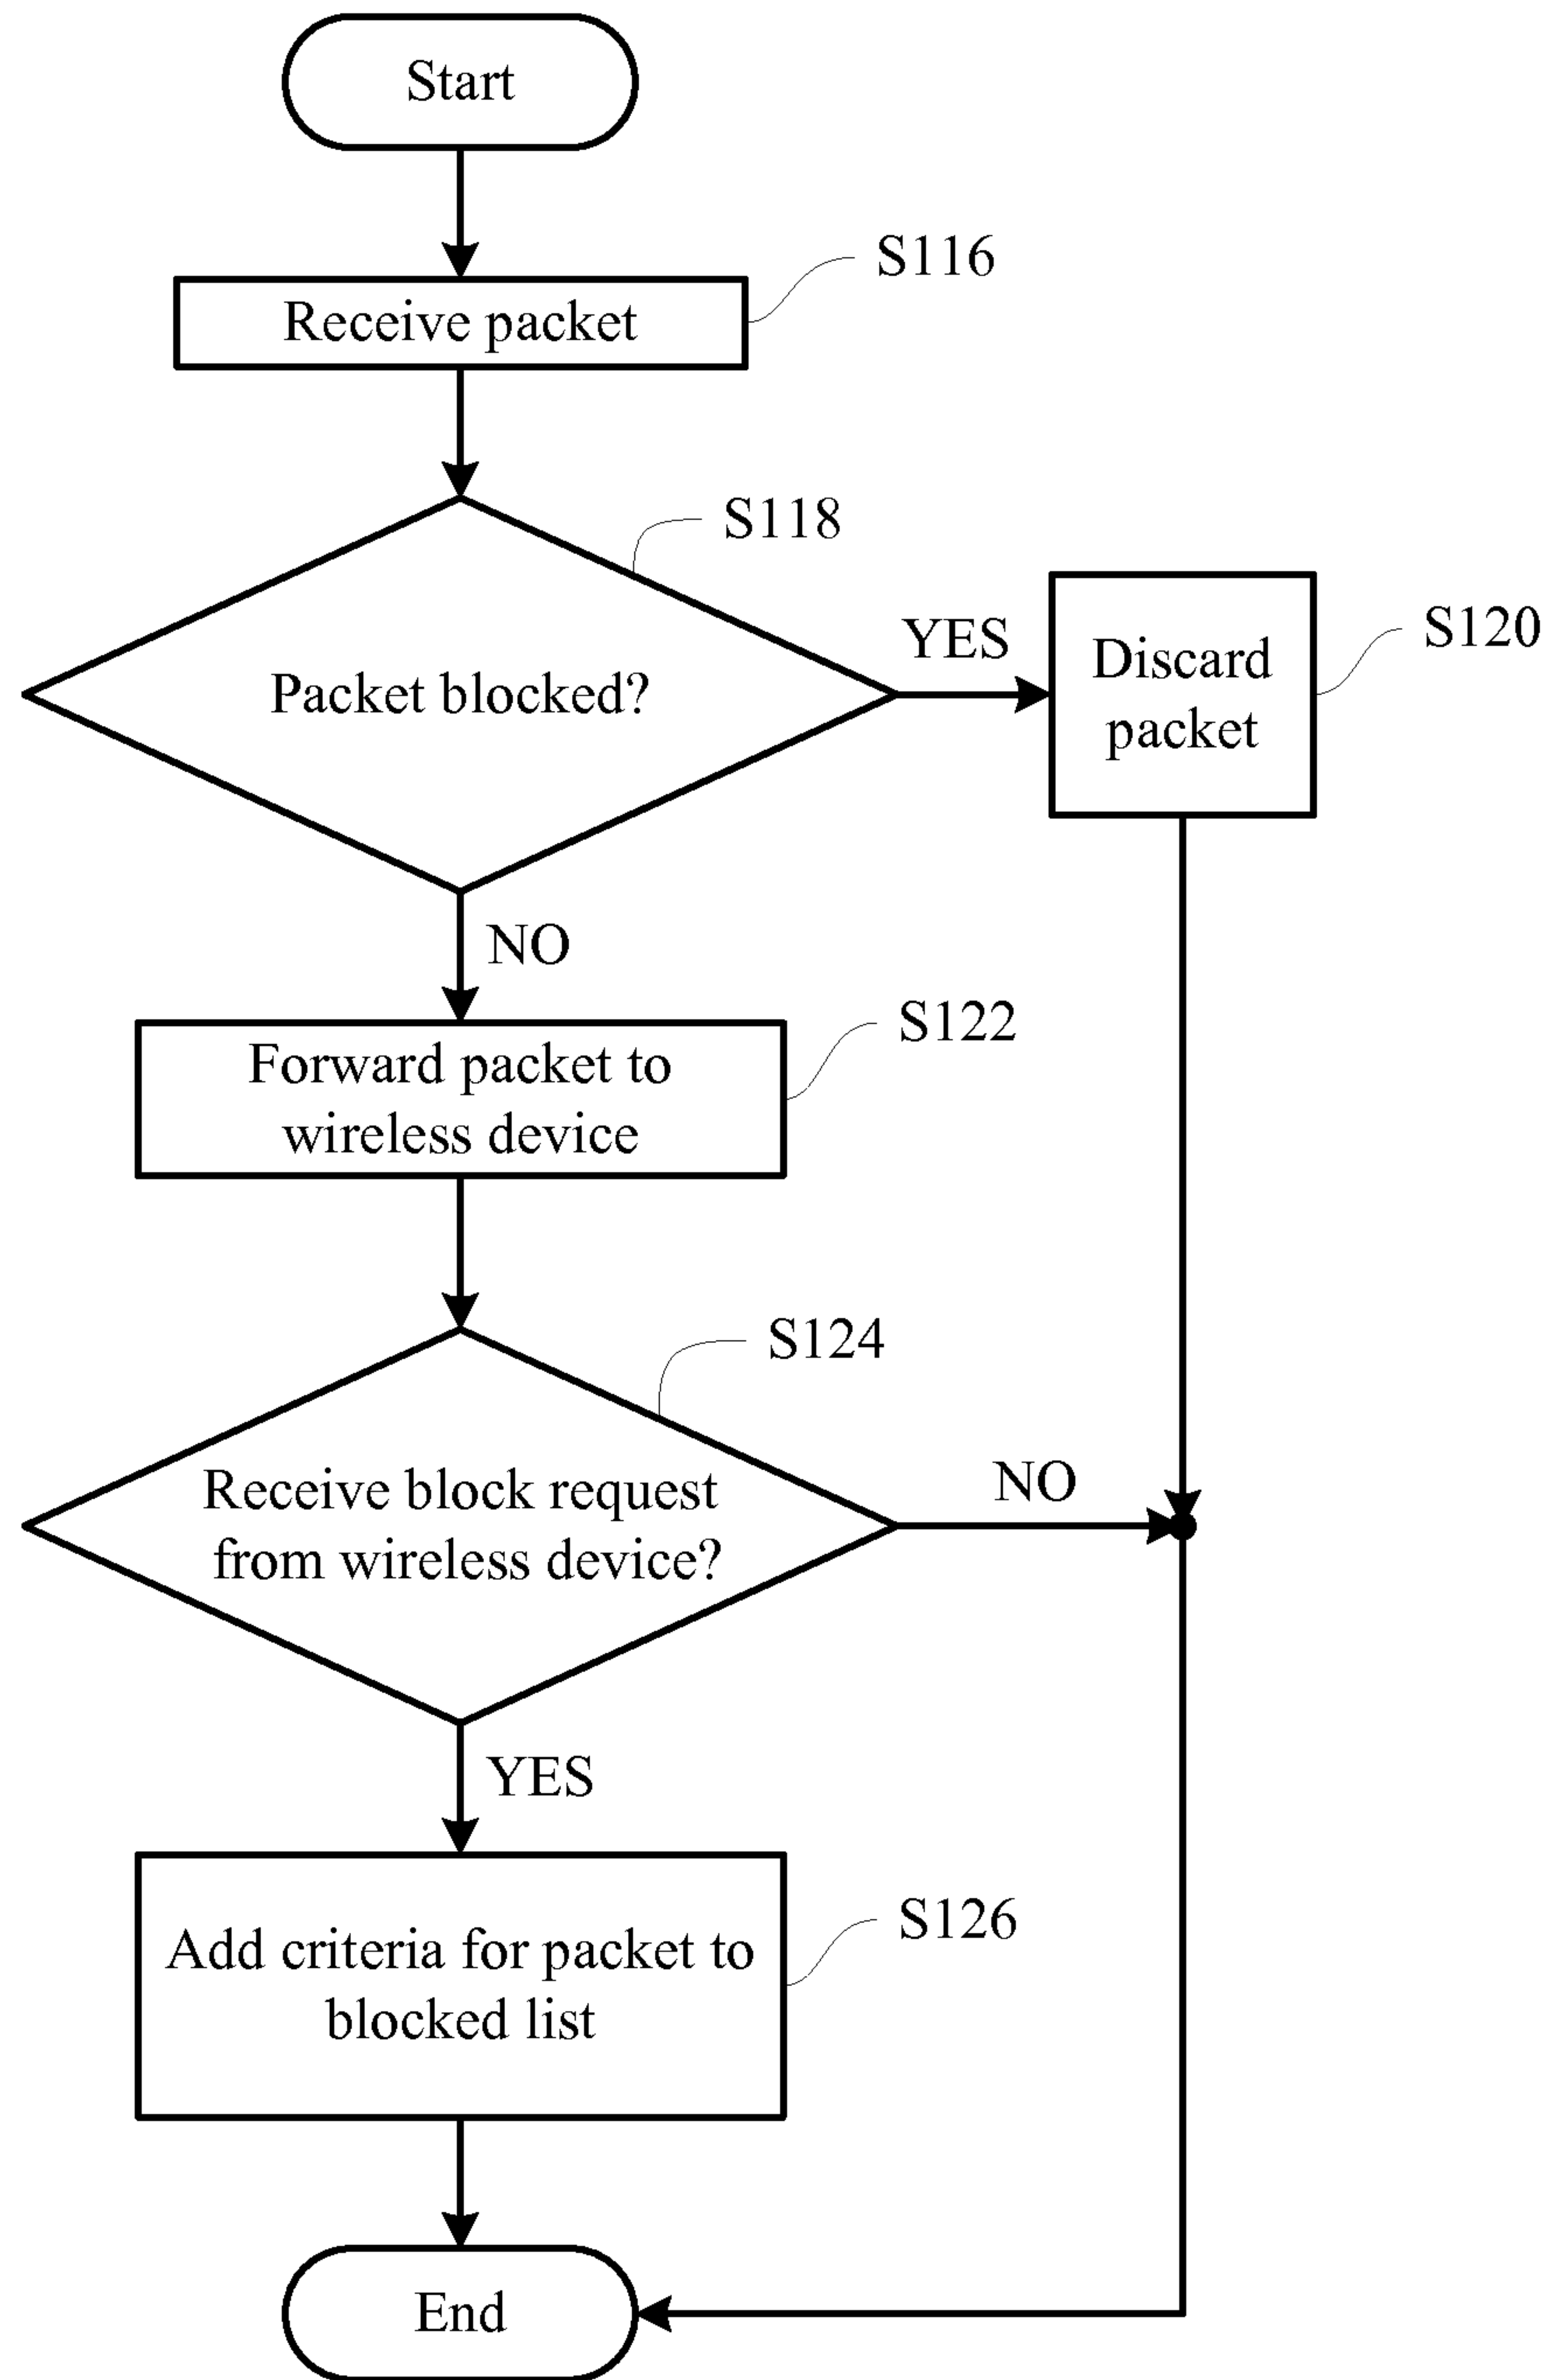 Start
S116
Receive packet
S118
YES
S120
Discard
packet
Packet blocked?
NO
S122
Forward packet to
wireless device
S124
NO
Receive block request
from wireless device?
YES
S126
Add criteria for packet to
blocked list
End